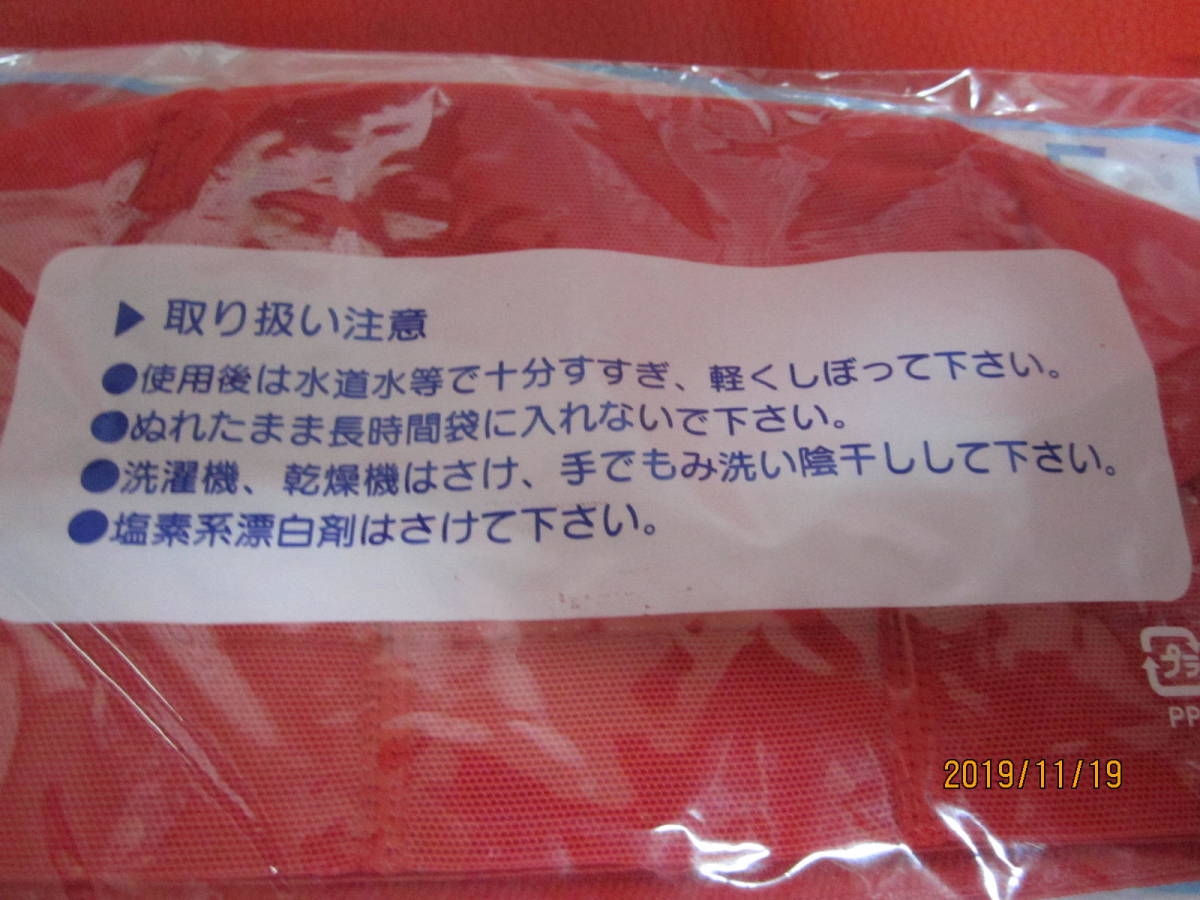 ▶ 取り扱い注意
●使用後は水道水等で十分すすぎ、軽くしぼって下さい。
●ぬれたまま長時間袋に入れないで下さい。
●洗濯機、乾燥機はさけ、手でもみ洗い陰干しして下さい。
●塩素系漂白剤はさけて下さい。
プラ
PP
2019/11/19